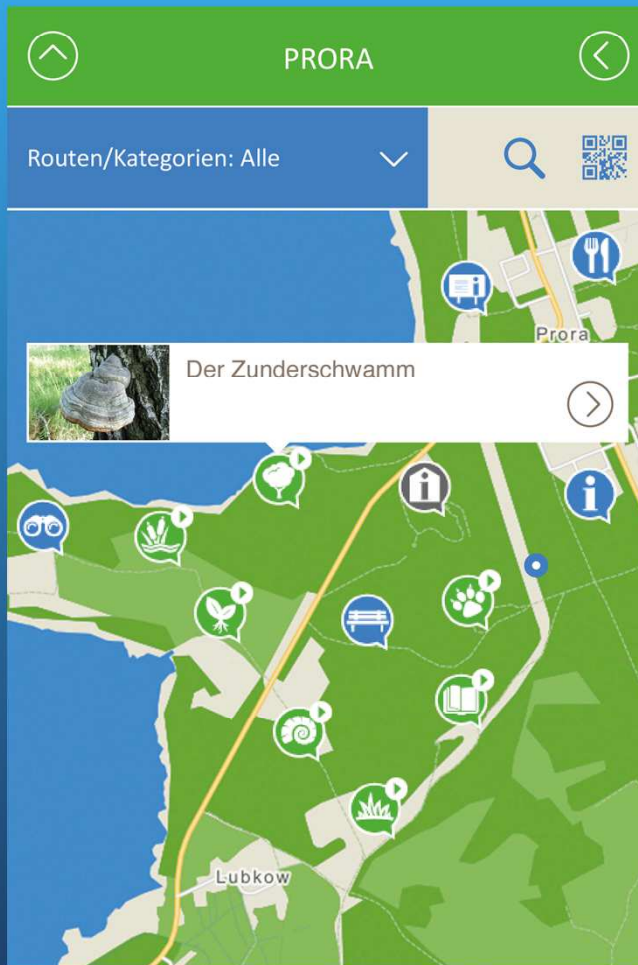 PRORA
Routen/Kategorien: Alle
Prora
Der Zunderschwamm
Lubkow